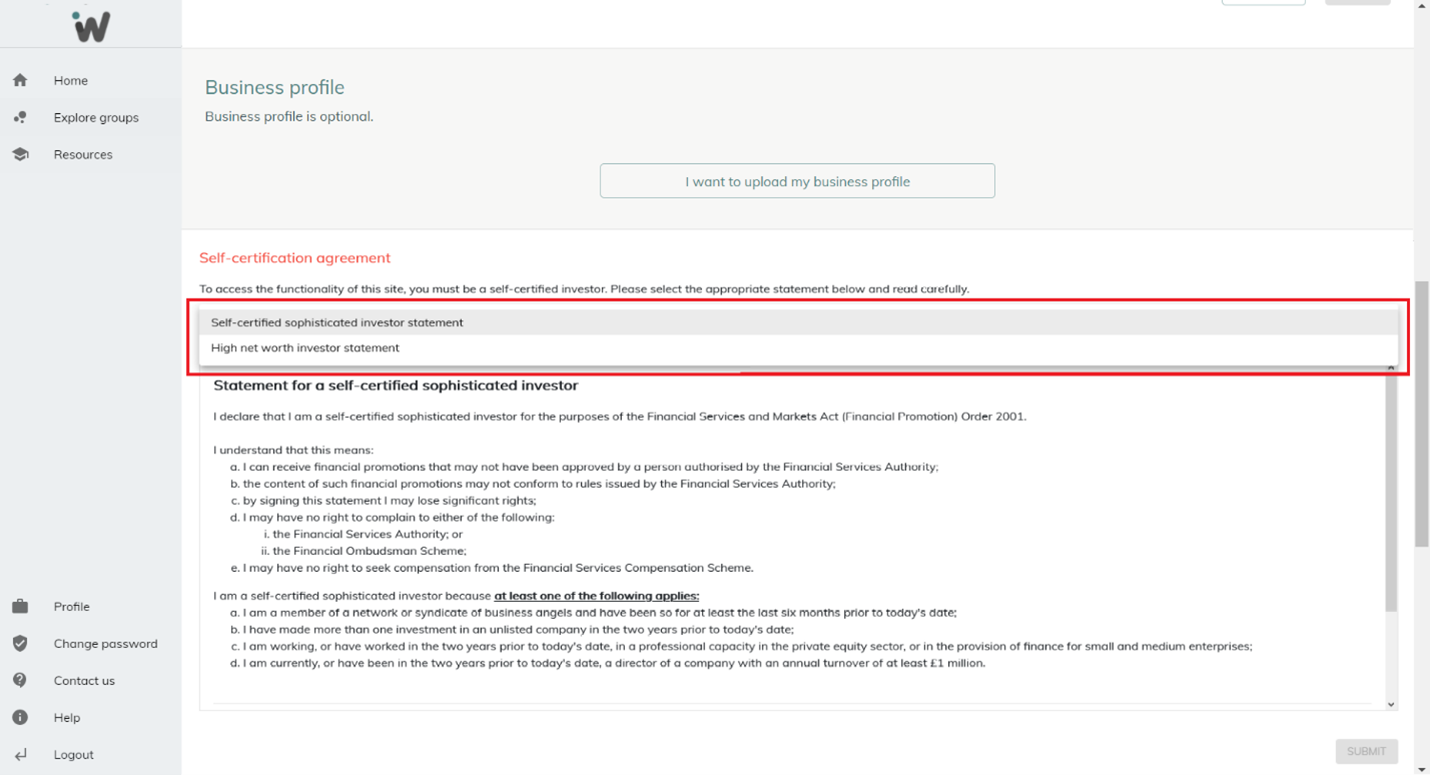 iW
Home
Explore groups
Resources
Business profile
Business profile is optional.
I want to upload my business profile
Self-certification agreement
To access the functionality of this site, you must be a self-certified investor. Please select the appropriate statement below and read carefully.
Self-certified sophisticated investor statement
High net worth investor statement
Statement for a self-certified sophisticated investor
I declare that I am a self-certified sophisticated investor for the purposes of the Financial Services and Markets Act (Financial Promotion) Order 2001.
I understand that this means:
a. I can receive financial promotions that may not have been approved by a person authorised by the Financial Services Authority;
b. the content of such financial promotions may not conform to rules issued by the Financial Services Authority;
c. by signing this statement I may lose significant rights;
d. I may have no right to complain to either of the following:
i. the Financial Services Authority; or
ii. the Financial Ombudsman Scheme;
e. I may have no right to seek compensation from the Financial Services Compensation Scheme.
I am a self-certified sophisticated investor because at least one of the following applies:
a. I am a member of a network or syndicate of business angels and have been so for at least the last six months prior to today's date;
b. I have made more than one investment in an unlisted company in the two years prior to today's date;
c. I am working, or have worked in the two years prior to today's date, in a professional capacity in the private equity sector, or in the provision of finance for small and medium enterprises;
d. I am currently, or have been in the two years prior to today's date, a director of a company with an annual turnover of at least £1 million.
Profile
Change password
Contact us
Help
Logout
SUBMIT